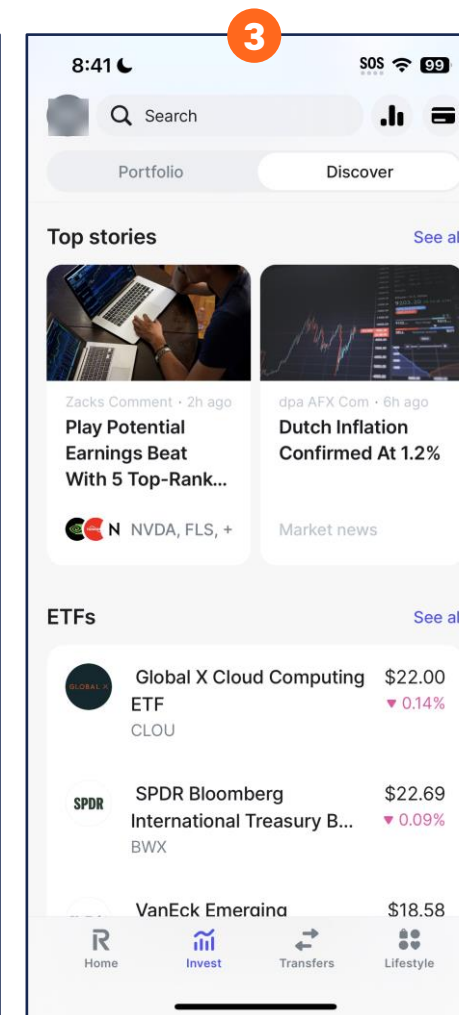 3
8:41
SOS 99
Search
Portfolio Discover
Top stories See al
Zacks Comment • 2h ago
Play Potential
Earnings Beat
With 5 Top-Rank...
N NVDA, FLS, +
dpa AFX Com • 6h ago
Dutch Inflation
Confirmed At 1.2%
Market news
ETFs See al
GLOBAL X
Global X Cloud Computing $22.00
ETF ▼ 0.14%
CLOU
SPDR
SPDR Bloomberg $22.69
International Treasury B... ▼ 0.09%
BWX
VanEck Emerging $18.58
R
Home Invest Transfers Lifestyle